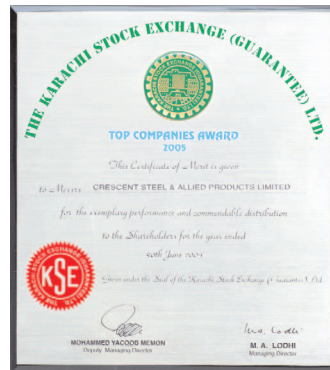 THE KARACHI STOCK EXCHANGE (GUARANTEE) LTD.
TOP COMPANIES AWARD
2005
This Certificate of Merit is given
to Messrs CRESCENT STEEL & ALLIED PRODUCTS LIMITED
for the exemplary performance and commendable distribution
to the Shareholders for the year ended
30th June 2005
Given under the Seal of the Karachi Stock Exchange (Guarantee) Ltd.
KSE
MOHAMMED YACOOB MEMON
Deputy Managing Director
M. A. Lodhi
M. A. LODHI
Managing Director